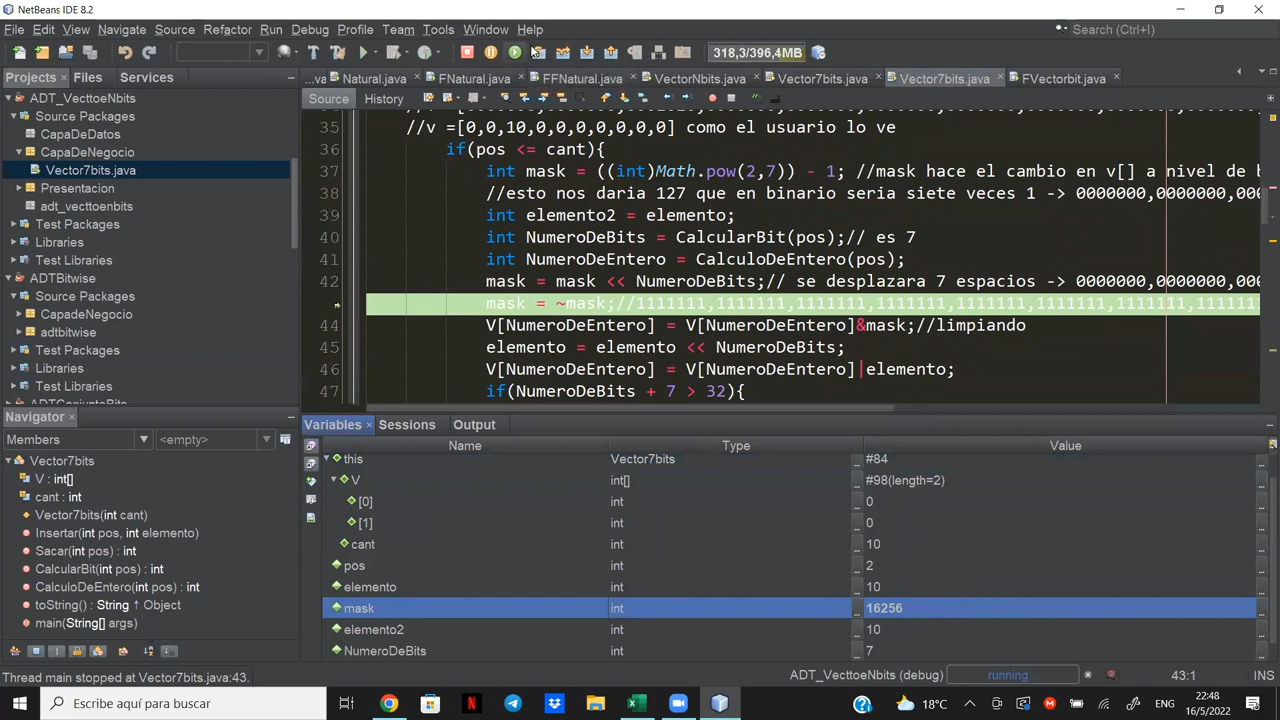 NetBeans IDE 8.2
File Edit View Navigate Source Refactor Run Debug Profile Team Tools Window Help
Search (Ctrl+I)
318,3/396,4MB
Projects × Files Services
...va Natural.java × FNatural.java × FFNatural.java × VectorNbits.java × Vector7bits.java × Vector7bits.java × FVectorbit.java ×
Source History
ADT_VecttoeNbits
Source Packages
CapaDeDatos
CapaDeNegocio
Vector7bits.java
Presentacion
adt_vecttoenbits
Test Packages
Libraries
Test Libraries
ADTBitwise
Source Packages
CapadeNegocio
adtbitwise
Test Packages
Libraries
Test Libraries
35 //v =[0,0,10,0,0,0,0,0,0,0] como el usuario lo ve
36 if(pos <= cant){
37 int mask = ((int)Math.pow(2,7)) - 1; //mask hace el cambio en v[] a nivel de b
38 //esto nos daria 127 que en binario seria siete veces 1 -> 0000000,0000000,000
39 int elemento2 = elemento;
40 int NumeroDeBits = CalcularBit(pos);// es 7
41 int NumeroDeEntero = CalculoDeEntero(pos);
42 mask = mask << NumeroDeBits;// se desplazara 7 espacios -> 0000000,0000000,000
mask = ~mask;//1111111,1111111,1111111,1111111,1111111,1111111,1111111,11111
44 V[NumeroDeEntero] = V[NumeroDeEntero]&mask;//limpiando
45 elemento = elemento << NumeroDeBits;
46 V[NumeroDeEntero] = V[NumeroDeEntero]|elemento;
47 if(NumeroDeBits + 7 > 32){
Navigator ×
Members <empty>
Vector7bits
V : int[]
cant : int
Vector7bits(int cant)
Insertar(int pos, int elemento)
Sacar(int pos) : int
CalcularBit(int pos) : int
CalculoDeEntero(int pos) : int
toString() : String ↑ Object
main(String[] args)
Variables × Sessions Output
Name Type Value
this Vector7bits #84
V int[] #98(length=2)
[0] int 0
[1] int 0
cant 10
pos int 2
elemento int 10
mask int 16256
elemento2 int 10
NumeroDeBits int 7
Thread main stopped at Vector7bits.java:43.
ADT_VecttoeNbits (debug) running... 43:1 INS
Escribe aquí para buscar
18°C
22:48
16/5/2022